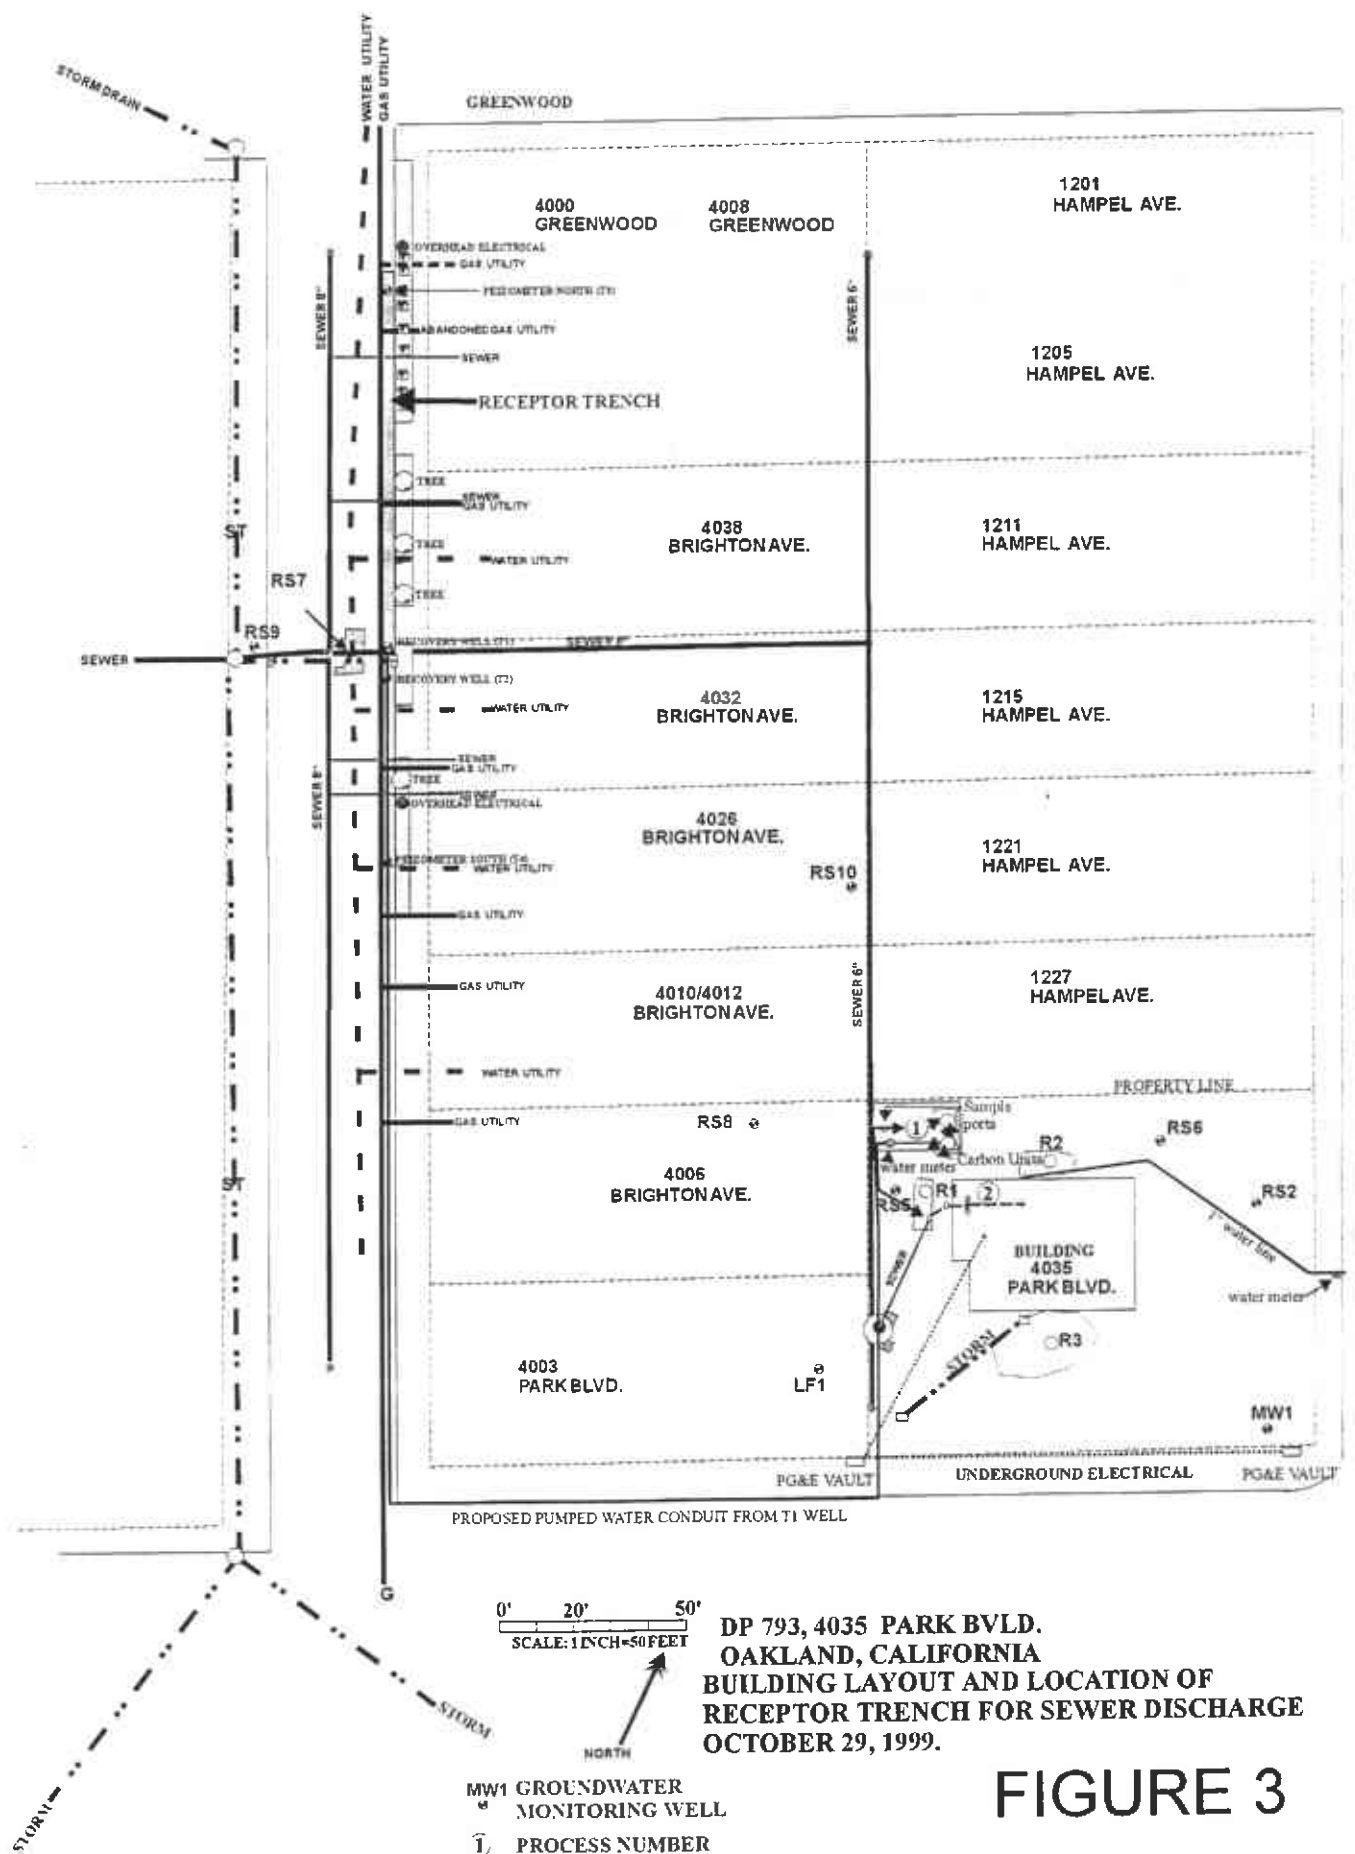 WATER UTILITY
GAS UTILITY
STORM DRAIN
GREENWOOD
4000
GREENWOOD
4008
GREENWOOD
1201
HAMPEL AVE.
OVERHEAD ELECTRICAL
GAS UTILITY
SEWER 8"
SEWER 6"
ABANDONED GAS UTILITY
SEWER
1205
HAMPEL AVE.
RECEPTOR TRENCH
TREE
SEWER
GAS UTILITY
ST
4038
BRIGHTON AVE.
1211
HAMPEL AVE.
TREE
WATER UTILITY
RS7
TREE
RS9
SEWER
RECOVERY WELL (T1)
RECOVERY WELL (T2)
4032
BRIGHTON AVE.
1215
HAMPEL AVE.
WATER UTILITY
SEWER
GAS UTILITY
TREE
SEWER 8"
OVERHEAD ELECTRICAL
4026
BRIGHTON AVE.
1221
HAMPEL AVE.
WATER UTILITY
RS10
GAS UTILITY
SEWER 6"
1227
HAMPEL AVE.
GAS UTILITY
4010/4012
BRIGHTON AVE.
WATER UTILITY
PROPERTY LINE
GAS UTILITY
RS8
Sample
ports
1
R2
RS6
Carbon Units
water meter
ST
4006
BRIGHTON AVE.
RS5
R1
2
RS2
2" water line
SEWER
BUILDING
4035
PARK BLVD.
water meter
STORM
R3
4003
PARK BLVD.
LF1
MW1
PG&E VAULT
UNDERGROUND ELECTRICAL
PG&E VAULT
PROPOSED PUMPED WATER CONDUIT FROM T1 WELL
G
0' 20' 50'
SCALE: 1 INCH=50 FEET
DP 793, 4035 PARK BVLD.
OAKLAND, CALIFORNIA
BUILDING LAYOUT AND LOCATION OF
RECEPTOR TRENCH FOR SEWER DISCHARGE
OCTOBER 29, 1999.
STORM
NORTH
STORM
MW1 GROUNDWATER
MONITORING WELL
1 PROCESS NUMBER
FIGURE 3